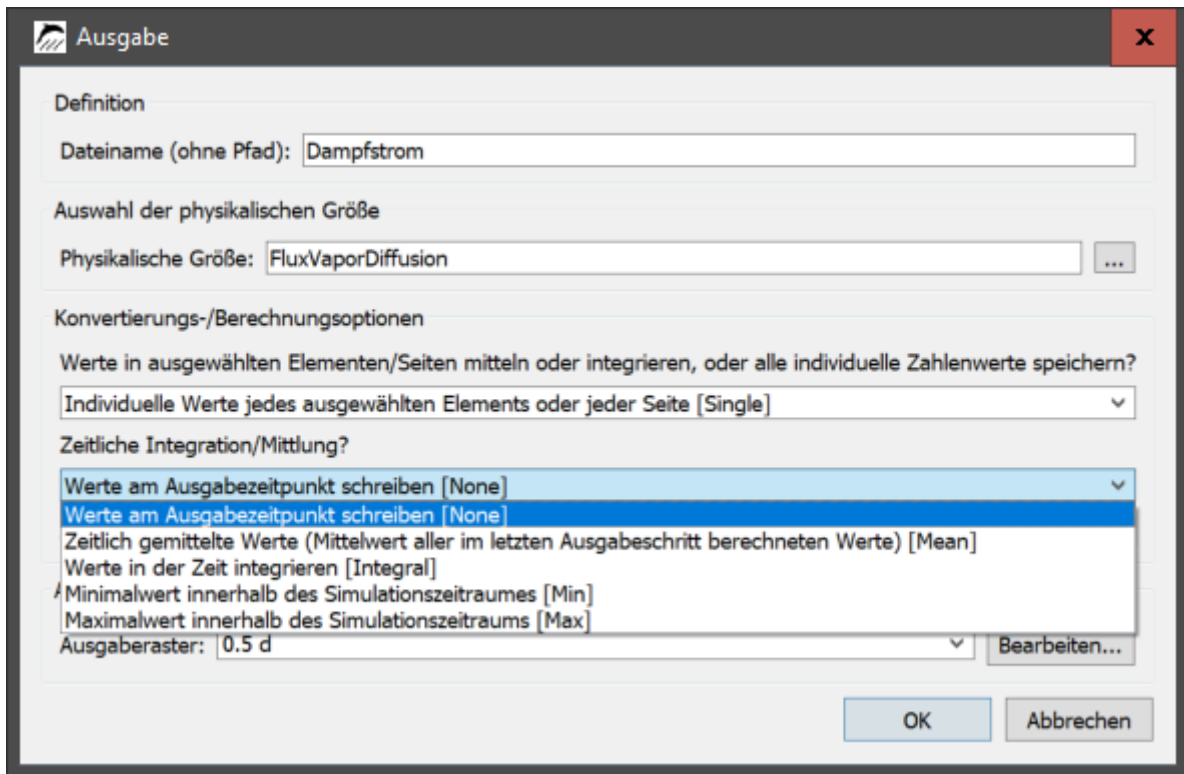 Ausgabe
Definition
Dateiname (ohne Pfad): Dampfstrom
Auswahl der physikalischen Größe
Physikalische Größe: FluxVaporDiffusion ...
Konvertierungs-/Berechnungsoptionen
Werte in ausgewählten Elementen/Seiten mitteln oder integrieren, oder alle individuelle Zahlenwerte speichern?
Individuelle Werte jedes ausgewählten Elements oder jeder Seite [Single]
Zeitliche Integration/Mittlung?
Werte am Ausgabezeitpunkt schreiben [None]
Werte am Ausgabezeitpunkt schreiben [None]
Zeitlich gemittelte Werte (Mittelwert aller im letzten Ausgabeschritt berechneten Werte) [Mean]
Werte in der Zeit integrieren [Integral]
Minimalwert innerhalb des Simulationszeitraumes [Min]
Maximalwert innerhalb des Simulationszeitraums [Max]
Ausgaberaster: 0.5 d Bearbeiten...
OK Abbrechen